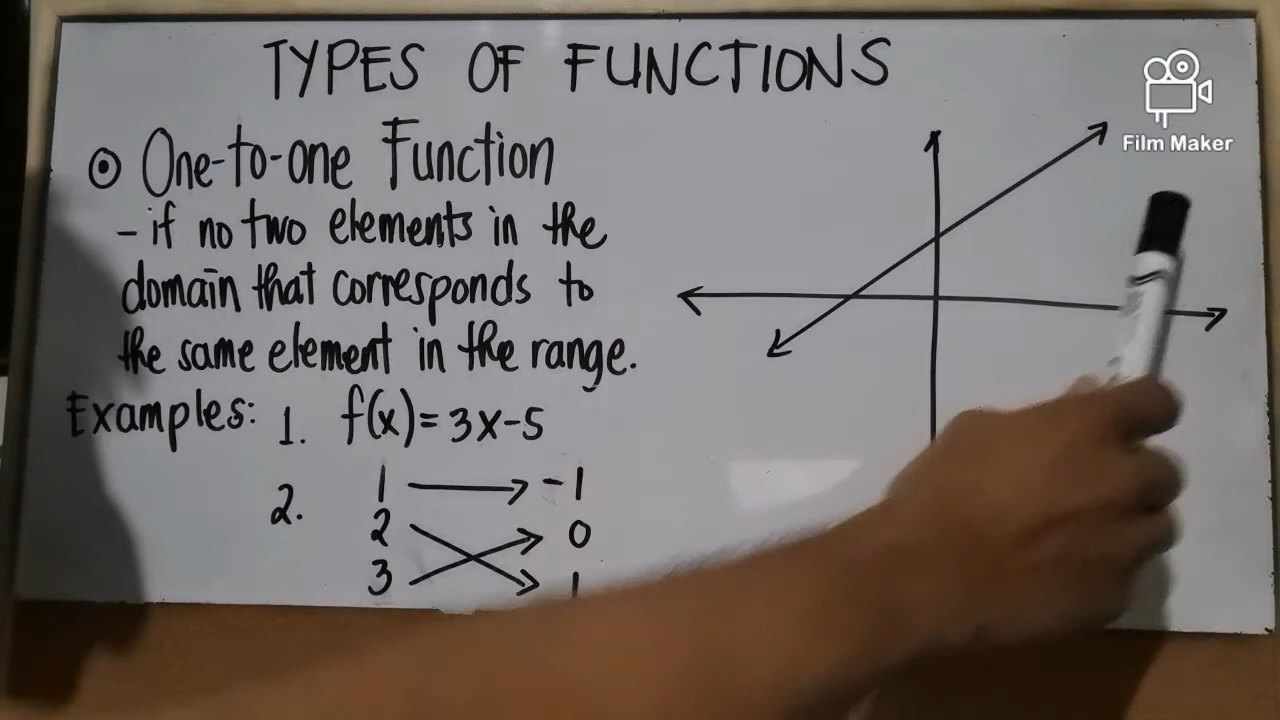 TYPES OF FUNCTIONS
Film Maker
One-to-one Function
- if no two elements in the
domain that corresponds to
the same element in the range.
Examples: 1. f(x)= 3x-5
2. 1 -1
2 0
3 1